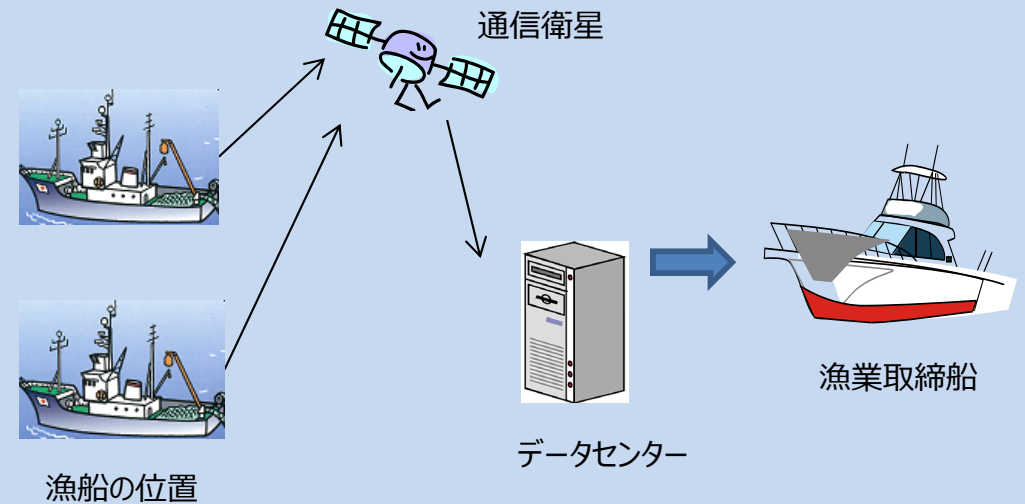 通信衛星
漁業取締船
データセンター
漁船の位置